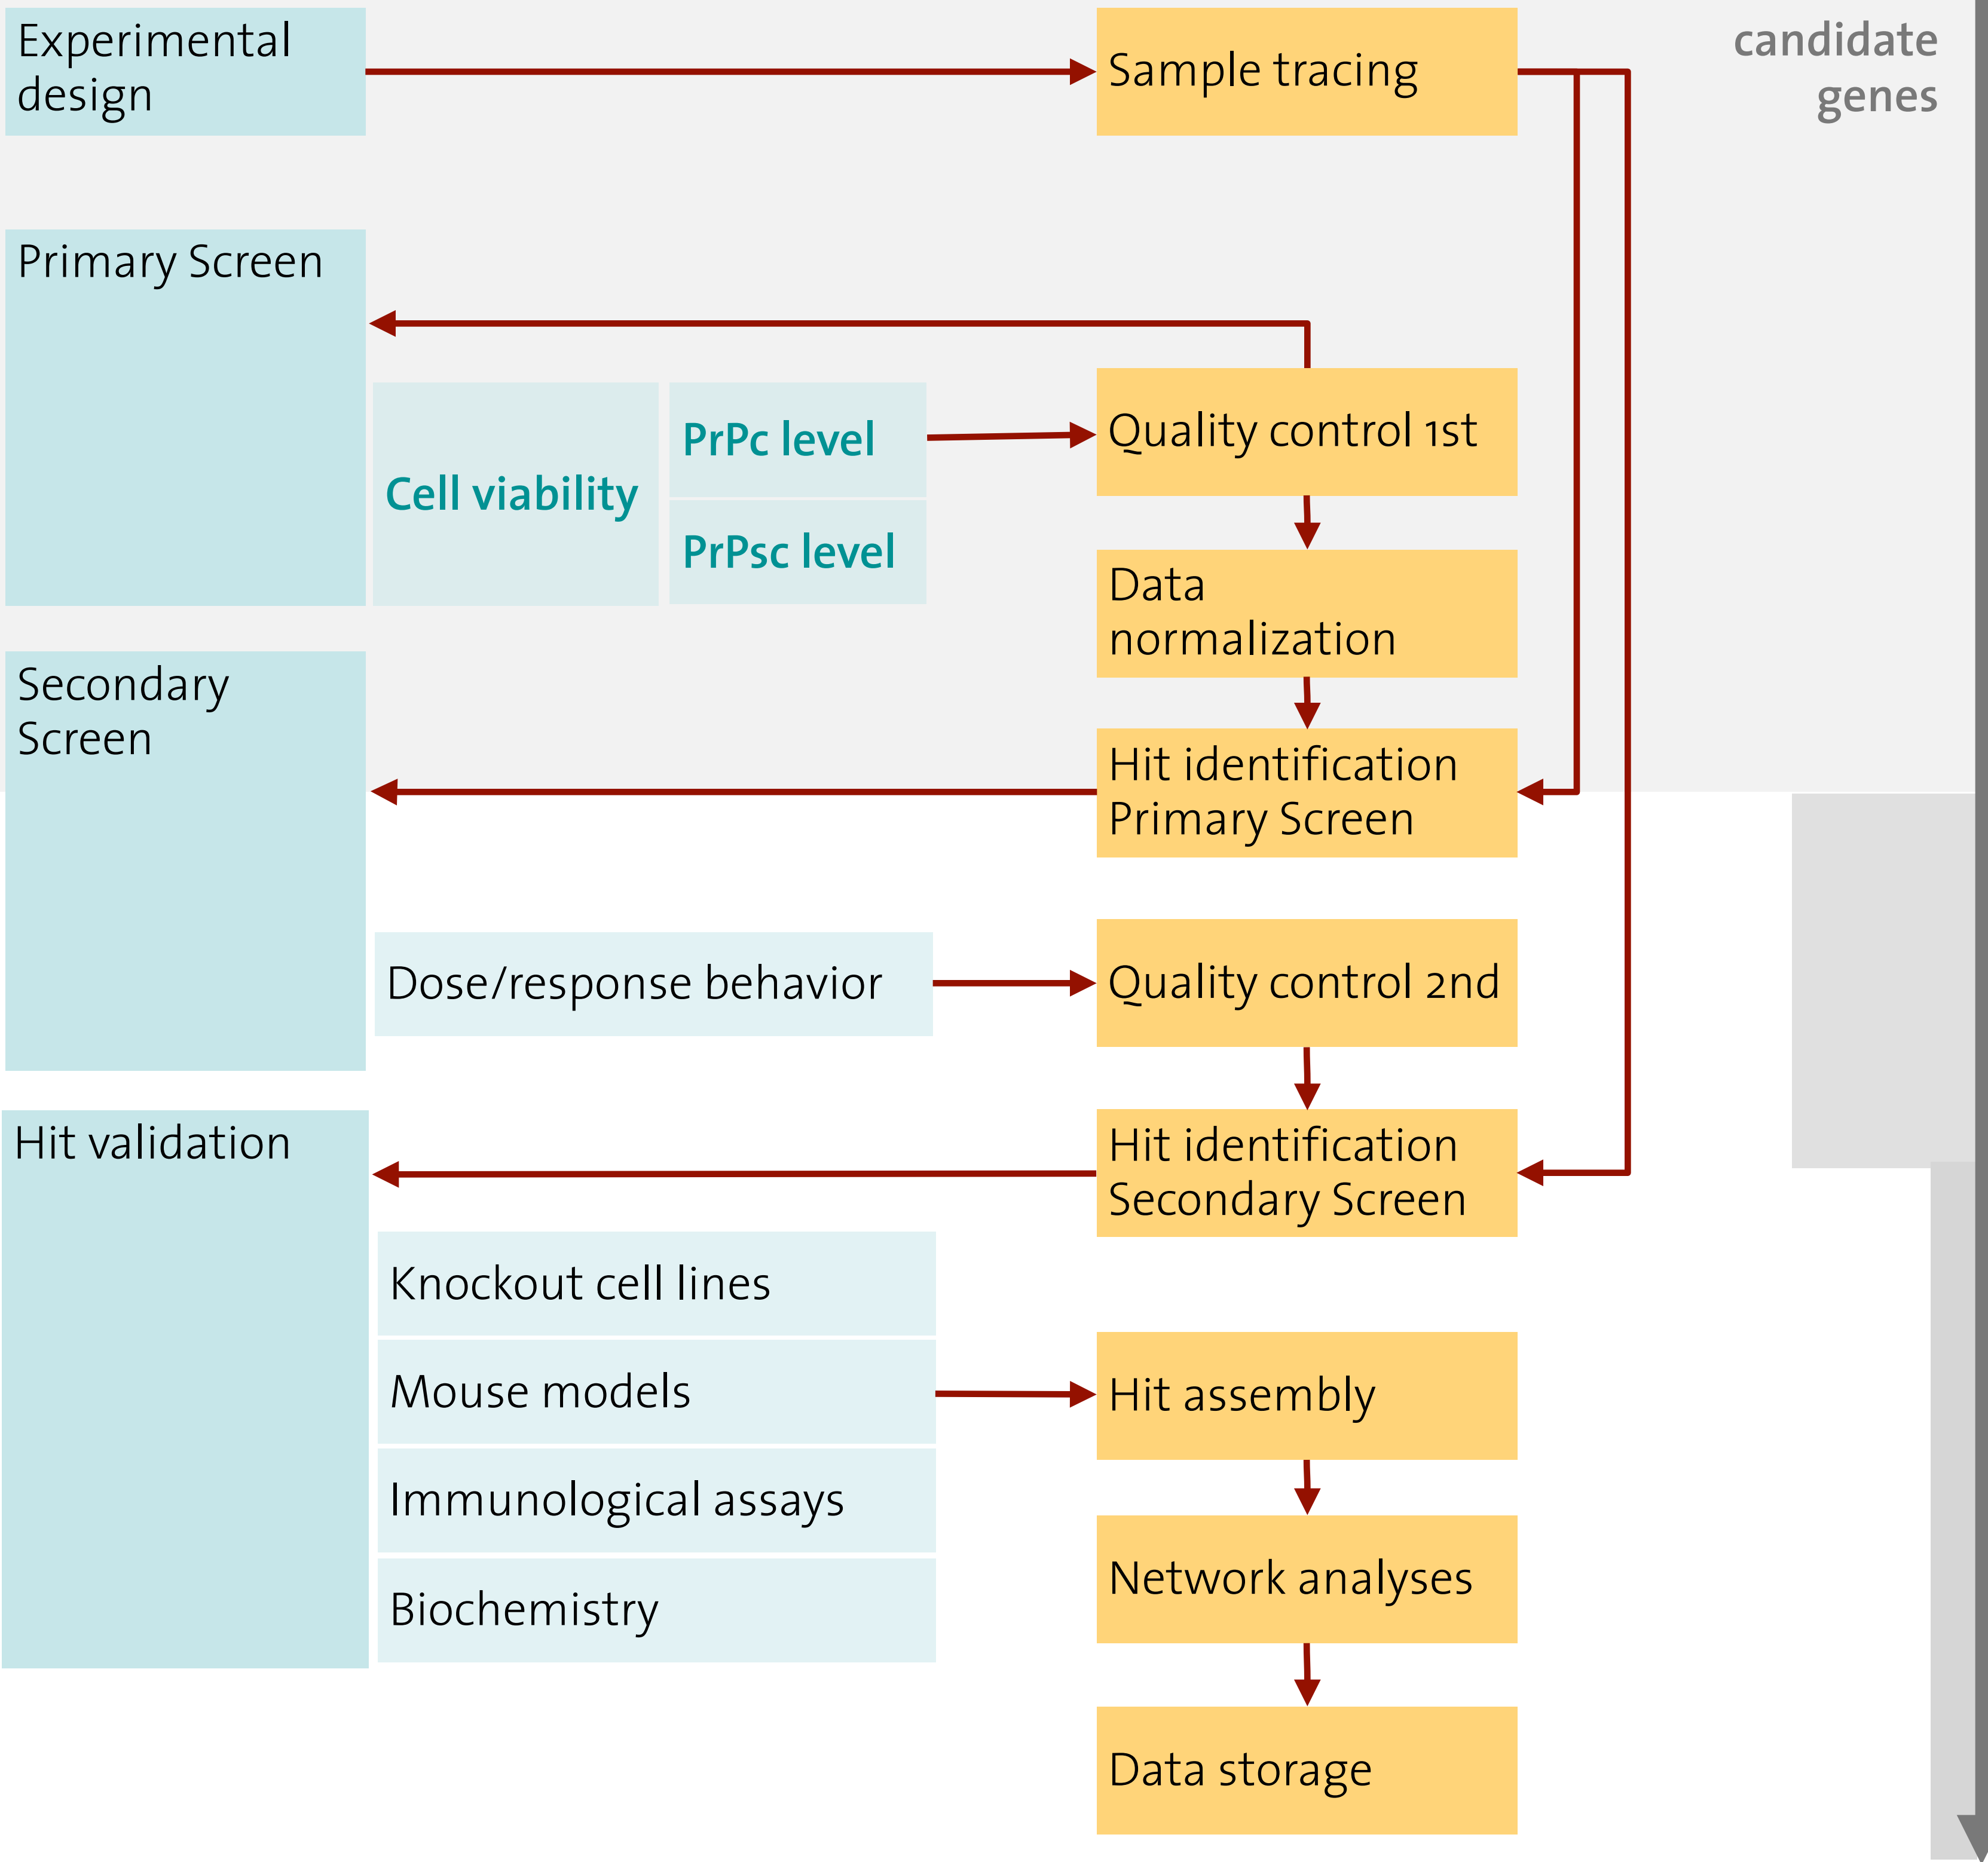 Experimental
design
Sample tracing
candidate
genes
Primary Screen
Cell viability
PrPc level
PrPsc level
Quality control 1st
Data
normalization
Secondary
Screen
Hit identification
Primary Screen
Dose/response behavior
Quality control 2nd
Hit validation
Hit identification
Secondary Screen
Knockout cell lines
Mouse models
Immunological assays
Biochemistry
Hit assembly
Network analyses
Data storage